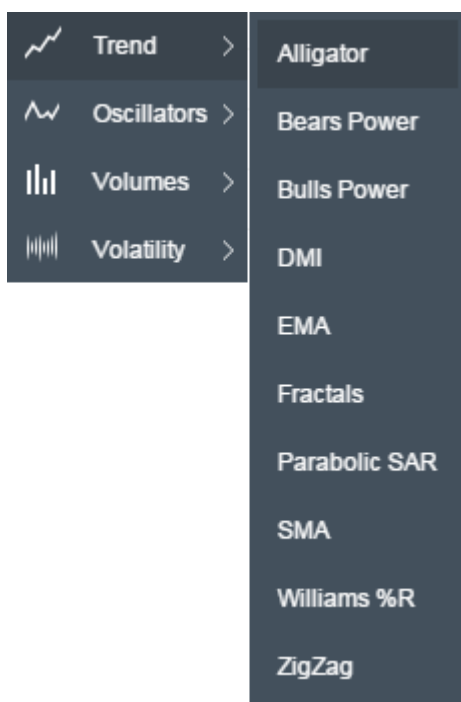 Trend
Oscillators
Volumes
Volatility
Alligator
Bears Power
Bulls Power
DMI
EMA
Fractals
Parabolic SAR
SMA
Williams %R
ZigZag